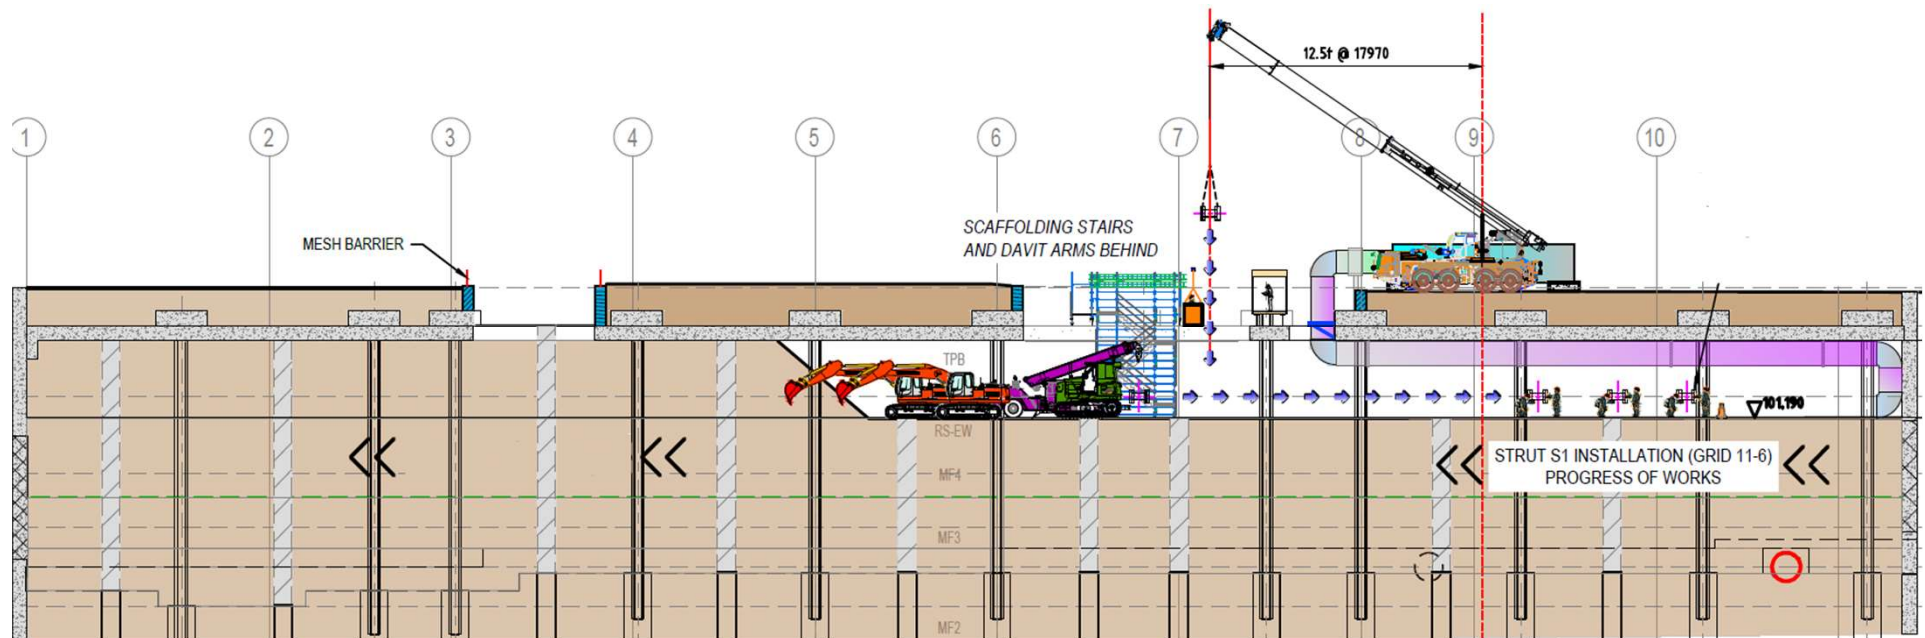 12.5t @ 17970
1 2 3 4 5 6 7 8 9 10
SCAFFOLDING STAIRS
AND DAVIT ARMS BEHIND
MESH BARRIER
TPB
101,190
RS-EW
STRUT S1 INSTALLATION (GRID 11-6)
PROGRESS OF WORKS
MF4
MF3
MF2